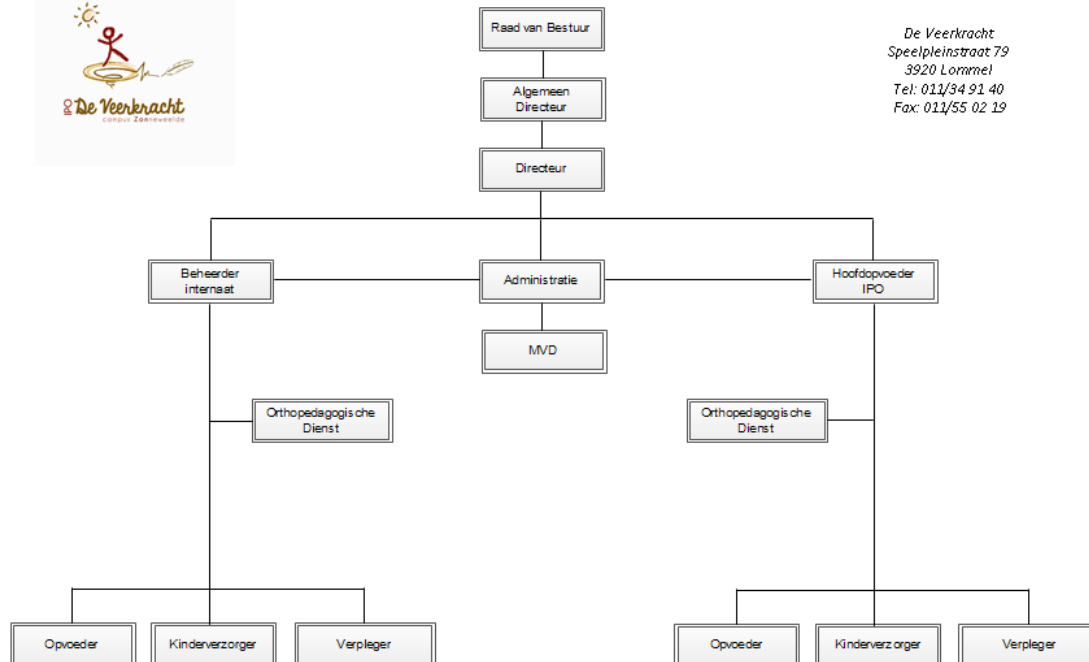 IPO De Veerkracht
campus Zonneweelde
Raad van Bestuur
De Veerkracht
Speelpleinstraat 79
3920 Lommel
Tel: 011/34 91 40
Fax: 011/55 02 19
Algemeen
Directeur
Directeur
Beheerder
internaat
Administratie
Hoofdopvoeder
IPO
MVD
Orthopedagogische
Dienst
Orthopedagogische
Dienst
Opvoeder
Kinderverzorger
Verpleger
Opvoeder
Kinderverzorger
Verpleger